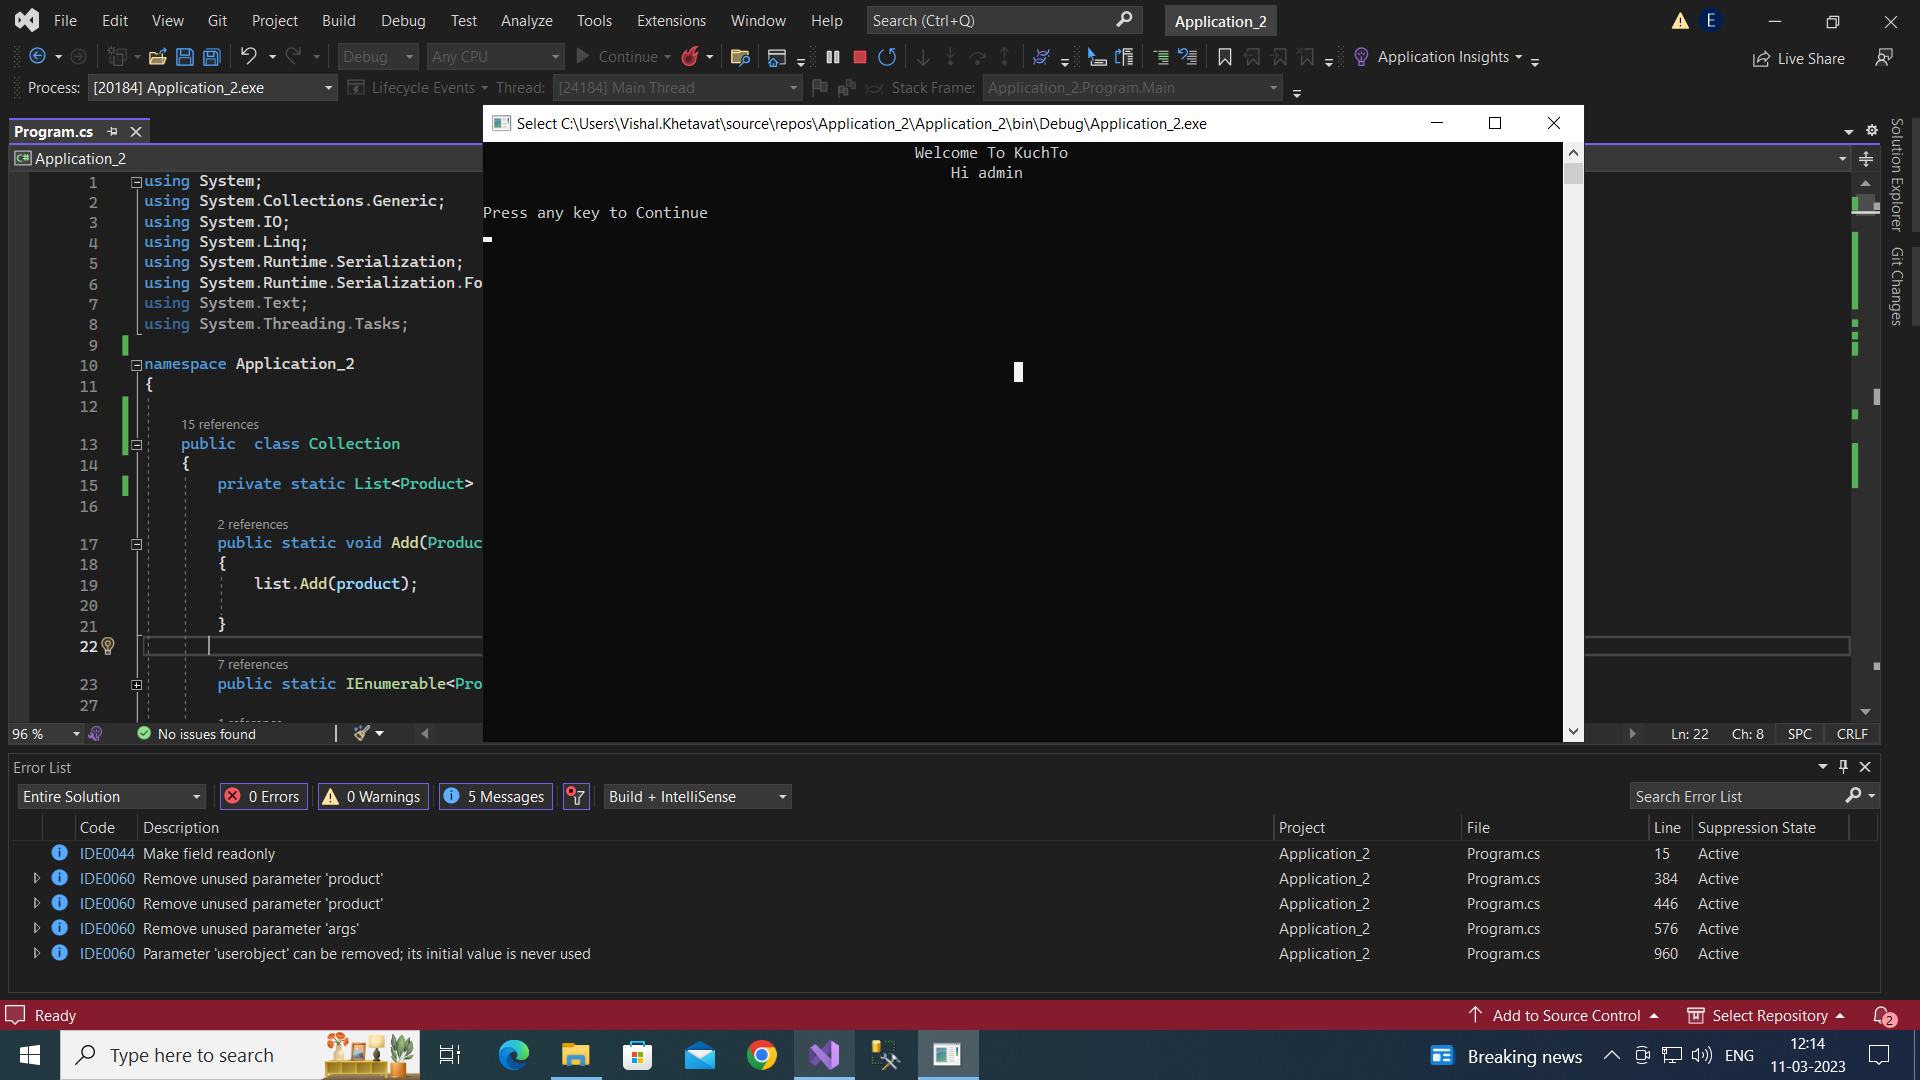 File Edit View Git Project Build Debug Test Analyze Tools Extensions Window Help Search (Ctrl+Q) Application_2 E
Debug Any CPU Continue Application Insights Live Share
Process: [20184] Application_2.exe Lifecycle Events Thread: [24184] Main Thread Stack Frame: Application_2.Program.Main
Program.cs
Select C:\Users\Vishal.Khetavat\source\repos\Application_2\Application_2\bin\Debug\Application_2.exe
C# Application_2
Welcome To KuchTo
Hi admin
Press any key to Continue
1 using System;
2 using System.Collections.Generic;
3 using System.IO;
4 using System.Linq;
5 using System.Runtime.Serialization;
6 using System.Runtime.Serialization.Fo
7 using System.Text;
8 using System.Threading.Tasks;
9
10 namespace Application_2
11 {
12
15 references
13 public class Collection
14 {
15 private static List<Product>
16
2 references
17 public static void Add(Produc
18 {
19 list.Add(product);
20
21 }
22
7 references
23 public static IEnumerable<Pro
27
Solution Explorer
Git Changes
96 % No issues found Ln: 22 Ch: 8 SPC CRLF
Error List
Entire Solution 0 Errors 0 Warnings 5 Messages Build + IntelliSense Search Error List
Code Description Project File Line Suppression State
IDE0044 Make field readonly Application_2 Program.cs 15 Active
IDE0060 Remove unused parameter 'product' Application_2 Program.cs 384 Active
IDE0060 Remove unused parameter 'product' Application_2 Program.cs 446 Active
IDE0060 Remove unused parameter 'args' Application_2 Program.cs 576 Active
IDE0060 Parameter 'userobject' can be removed; its initial value is never used Application_2 Program.cs 960 Active
Ready Add to Source Control Select Repository 2
Type here to search Breaking news ENG 12:14
11-03-2023